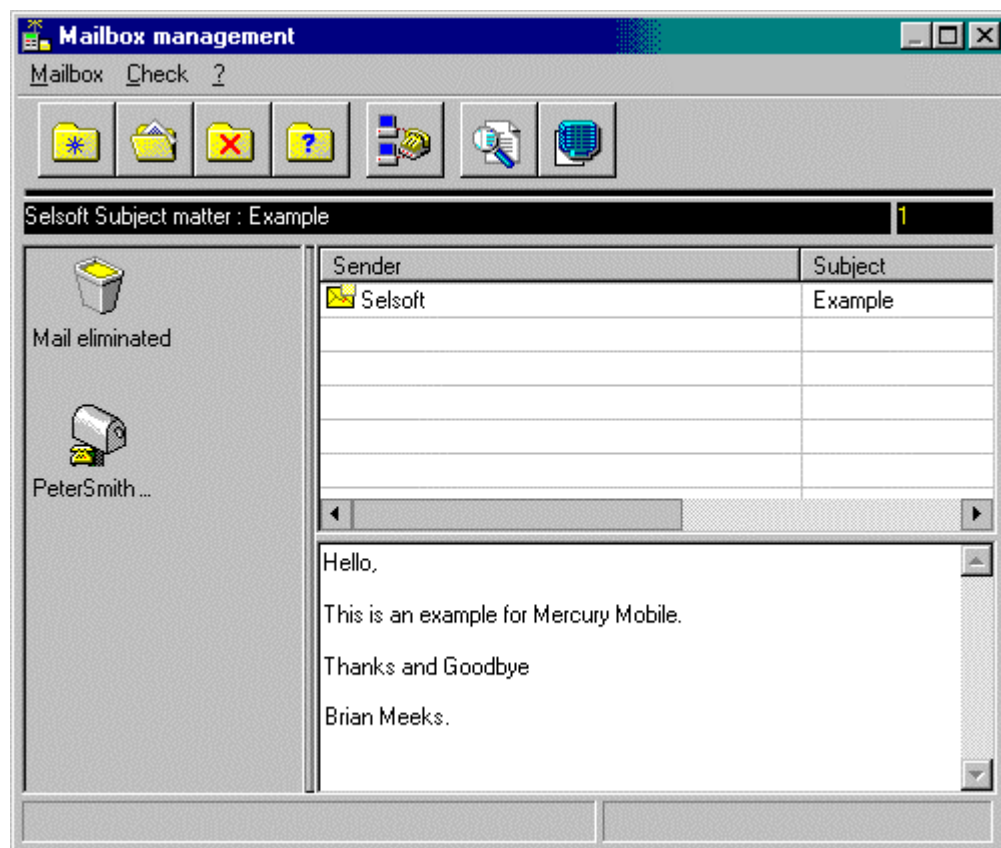 Mailbox management
Mailbox Check ?
Selsoft Subject matter : Example 1
Mail eliminated
PeterSmith ...
Sender Subject
Selsoft Example
Hello,
This is an example for Mercury Mobile.
Thanks and Goodbye
Brian Meeks.